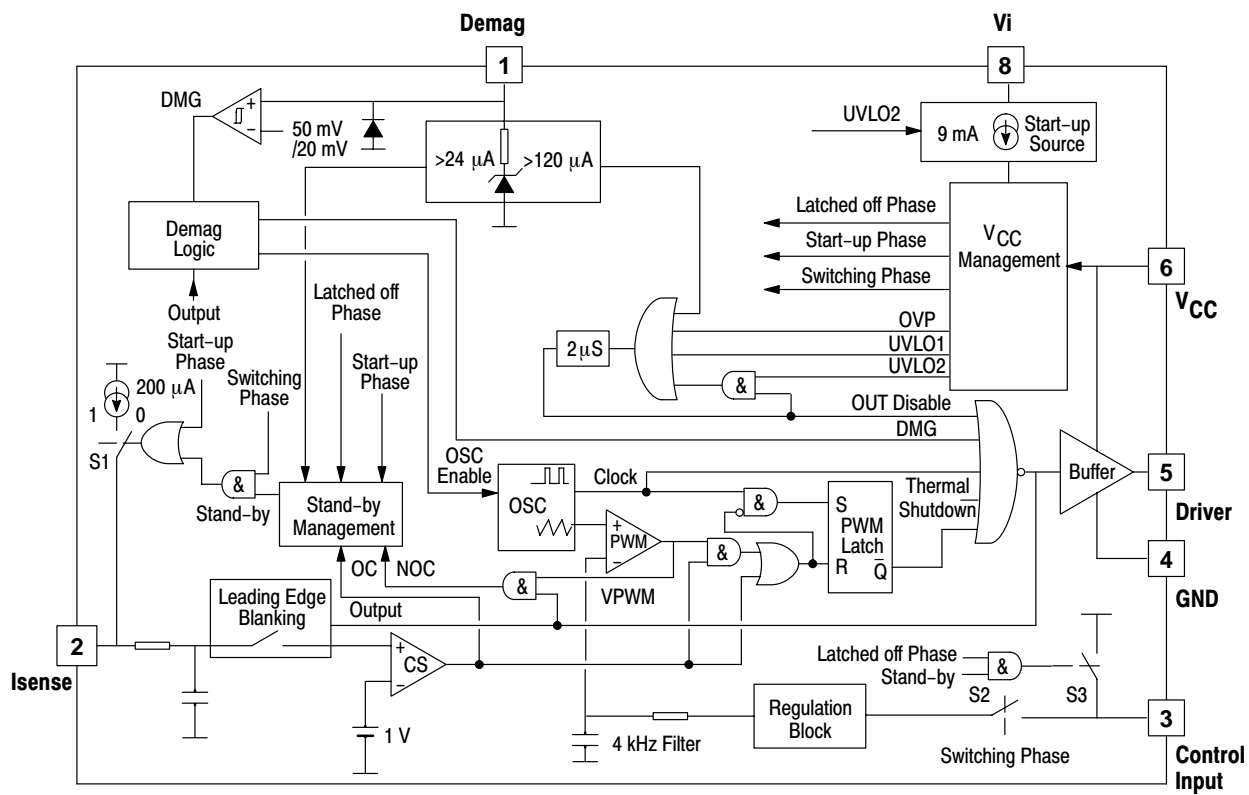 Demag
Vi
1
8
DMG
+
−
50 mV
/20 mV
>24 µA
>120 µA
UVLO2
9 mA
Start−up
Source
Demag
Logic
Latched off Phase
Start−up Phase
Switching Phase
VCC
Management
6
VCC
Output
Latched off
Phase
Start−up
Phase
Start−up
Phase
Switching
Phase
200 µA
1
0
S1
2 µS
OVP
UVLO1
UVLO2
&
OUT Disable
DMG
&
Stand−by
Stand−by
Management
OSC
Enable
OSC
Clock
+
PWM
−
&
S
PWM
Latch
R
Q
Thermal
Shutdown
Buffer
5
Driver
4
GND
OC
NOC
&
VPWM
&
Leading Edge
Blanking
Output
2
Isense
+
CS
−
1 V
4 kHz Filter
Regulation
Block
Latched off Phase
Stand−by
&
S2
S3
Switching Phase
3
Control
Input